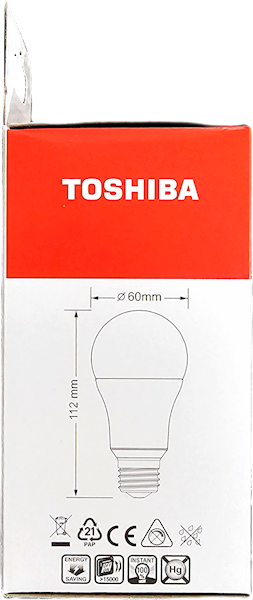 TOSHIBA
Ø 60mm
112 mm
21
PAP
CE
ENERGY
SAVING
>15000
INSTANT
100
Hg